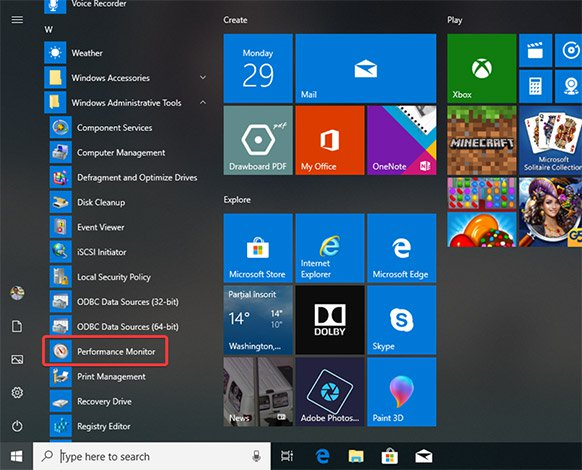 Voice Recorder
W
Weather
Windows Accessories
Windows Administrative Tools
Component Services
Computer Management
Defragment and Optimize Drives
Disk Cleanup
Event Viewer
iSCSI Initiator
Local Security Policy
ODBC Data Sources (32-bit)
ODBC Data Sources (64-bit)
Performance Monitor
Print Management
Recovery Drive
Registry Editor
Create
Monday
29
Mail
pdf
Drawboard PDF
My Office
OneNote
Explore
Microsoft Store
Internet
Explorer
Microsoft Edge
Parțial însorit
14°
14°
10°
Washington,...
DOLBY
Skype
News
Adobe Photos...
Paint 3D
Play
Xbox
MINECRAFT
Microsoft
Solitaire Collection
G5
Type here to search